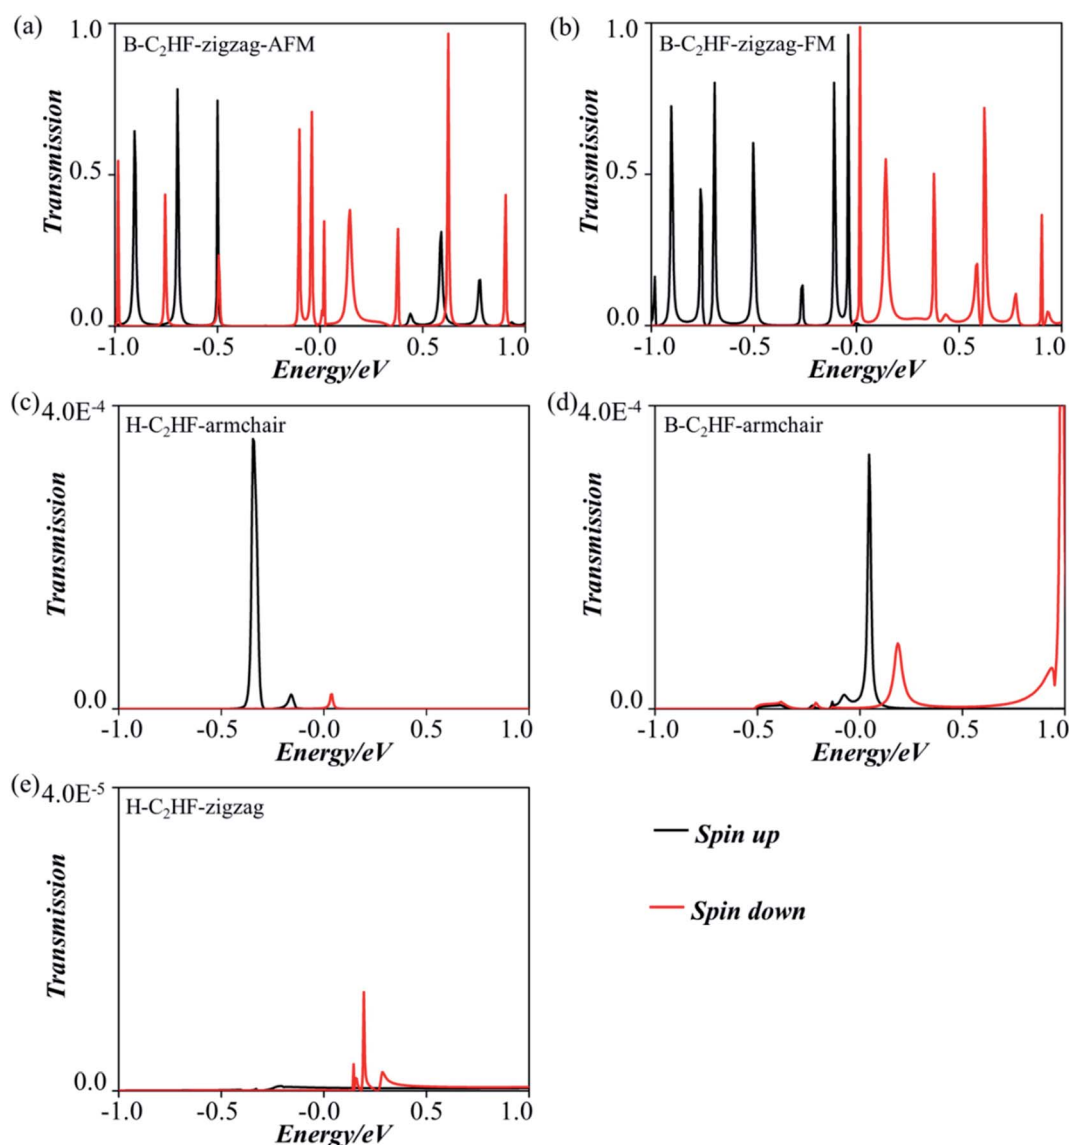 (a)
B-C₂HF-zigzag-AFM
Transmission
1.0
0.5
0.0
-1.0 -0.5 -0.0 0.5 1.0
Energy/eV
(b)
B-C₂HF-zigzag-FM
Transmission
1.0
0.5
0.0
-1.0 -0.5 -0.0 0.5 1.0
Energy/eV
(c)
4.0E⁻⁴
H-C₂HF-armchair
Transmission
0.0
-1.0 -0.5 -0.0 0.5 1.0
Energy/eV
(d)
4.0E⁻⁴
B-C₂HF-armchair
Transmission
0.0
-1.0 -0.5 -0.0 0.5 1.0
Energy/eV
(e)
4.0E⁻⁵
H-C₂HF-zigzag
Transmission
0.0
-1.0 -0.5 -0.0 0.5 1.0
Energy/eV
Spin up
Spin down